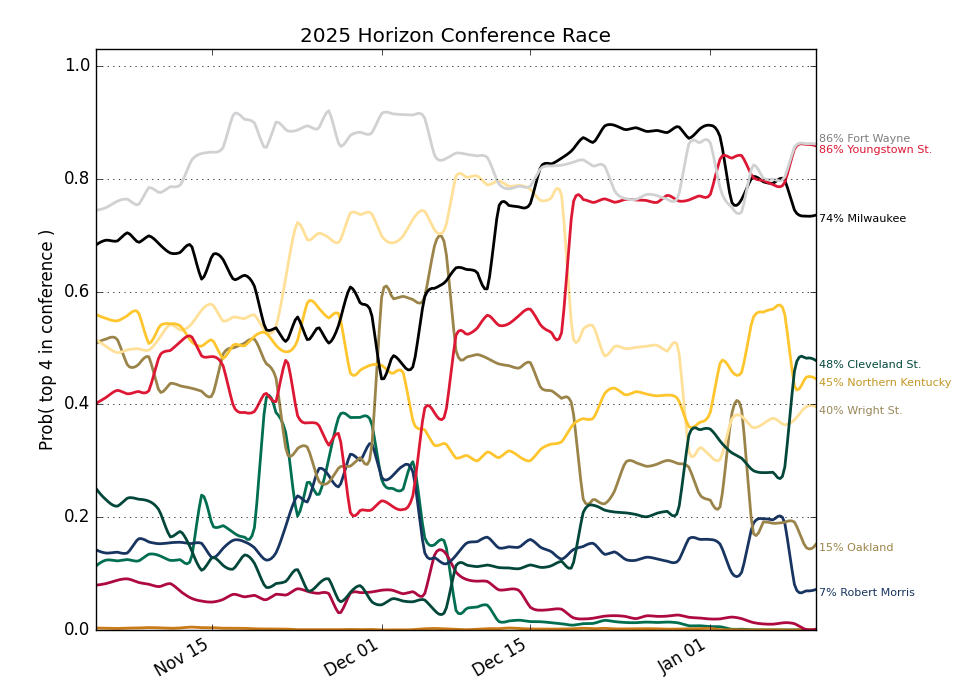 2025 Horizon Conference Race
Prob( top 4 in conference )
1.0
0.8
0.6
0.4
0.2
0.0
Nov 15
Dec 01
Dec 15
Jan 01
86% Fort Wayne
86% Youngstown St.
74% Milwaukee
48% Cleveland St.
45% Northern Kentucky
40% Wright St.
15% Oakland
7% Robert Morris